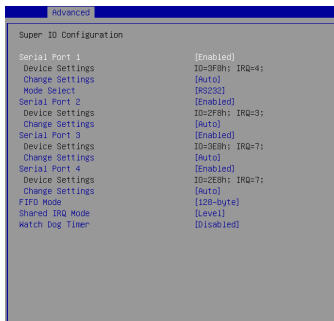 Advanced
Super IO Configuration
Serial Port 1 [Enabled]
Device Settings IO=3F8h; IRQ=4;
Change Settings [Auto]
Mode Select [RS232]
Serial Port 2 [Enabled]
Device Settings IO=2F8h; IRQ=3;
Change Settings [Auto]
Serial Port 3 [Enabled]
Device Settings IO=3E8h; IRQ=7;
Change Settings [Auto]
Serial Port 4 [Enabled]
Device Settings IO=2E8h; IRQ=7;
Change Settings [Auto]
FIFO Mode [128-byte]
Shared IRQ Mode [Level]
Watch Dog Timer [Disabled]